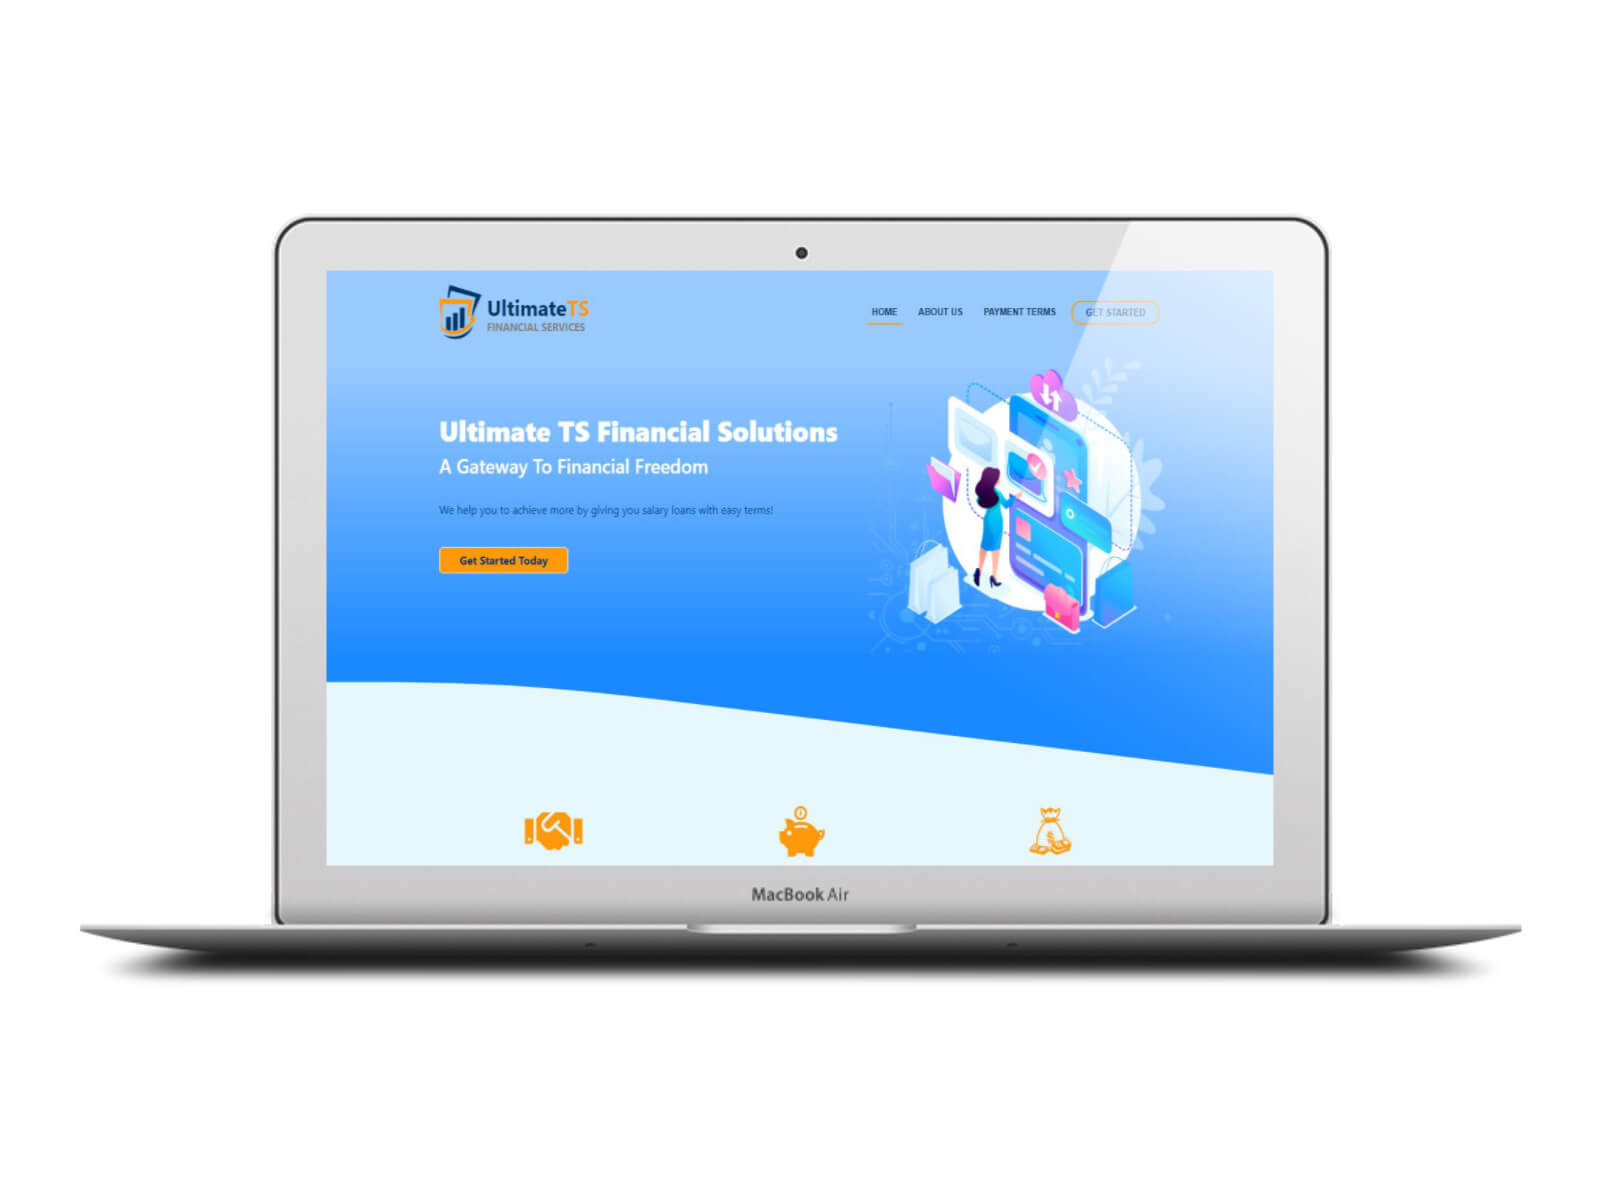 UltimateTS
FINANCIAL SERVICES
HOME ABOUT US PAYMENT TERMS GET STARTED
Ultimate TS Financial Solutions
A Gateway To Financial Freedom
We help you to achieve more by giving you salary loans with easy terms!
Get Started Today
MacBook Air